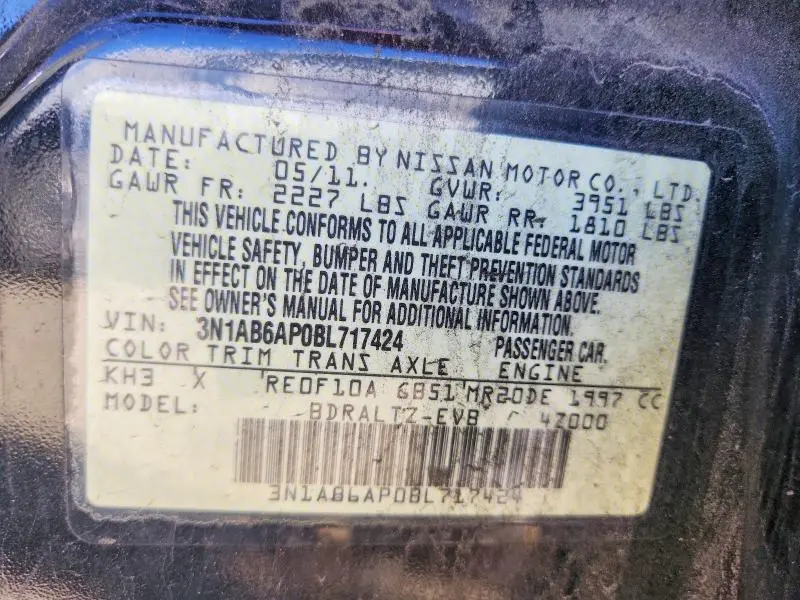 MANUFACTURED BY NISSAN MOTOR CO., LTD.
DATE: 05/11. GVWR: 3951 LBS
GAWR FR: 2227 LBS GAWR RR: 1810 LBS
THIS VEHICLE CONFORMS TO ALL APPLICABLE FEDERAL MOTOR
VEHICLE SAFETY, BUMPER AND THEFT PREVENTION STANDARDS
IN EFFECT ON THE DATE OF MANUFACTURE SHOWN ABOVE.
SEE OWNER'S MANUAL FOR ADDITIONAL INFORMATION.
VIN: 3N1AB6AP0BL717424 PASSENGER CAR.
COLOR TRIM TRANS AXLE ENGINE
KH3 X RE0F10A GB51 MR20DE 1997 CC
MODEL: BDRALTZ-EVB / 4Z000
3N1AB6AP0BL717424